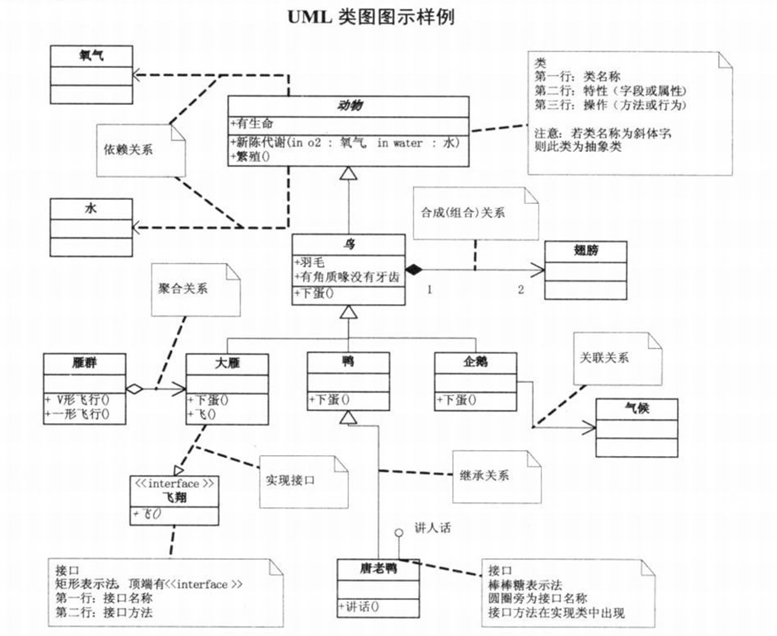 UML 类图图示样例
氧气
动物
+有生命
+新陈代谢(in o2 : 氧气, in water : 水)
+繁殖()
类
第一行：类名称
第二行：特性（字段或属性）
第三行：操作（方法或行为）
注意：若类名称为斜体字
则此类为抽象类
依赖关系
水
合成(组合)关系
鸟
+羽毛
+有角质喙没有牙齿
+下蛋()
1
2
翅膀
聚合关系
雁群
+ V形飞行()
+一形飞行()
大雁
+下蛋()
+飞()
鸭
+下蛋()
企鹅
+下蛋()
关联关系
气候
<<interface >>
飞翔
+飞()
实现接口
继承关系
讲人话
接口
矩形表示法, 顶端有<<interface >>
第一行：接口名称
第二行：接口方法
唐老鸭
+讲话()
接口
棒棒糖表示法
圆圈旁为接口名称
接口方法在实现类中出现